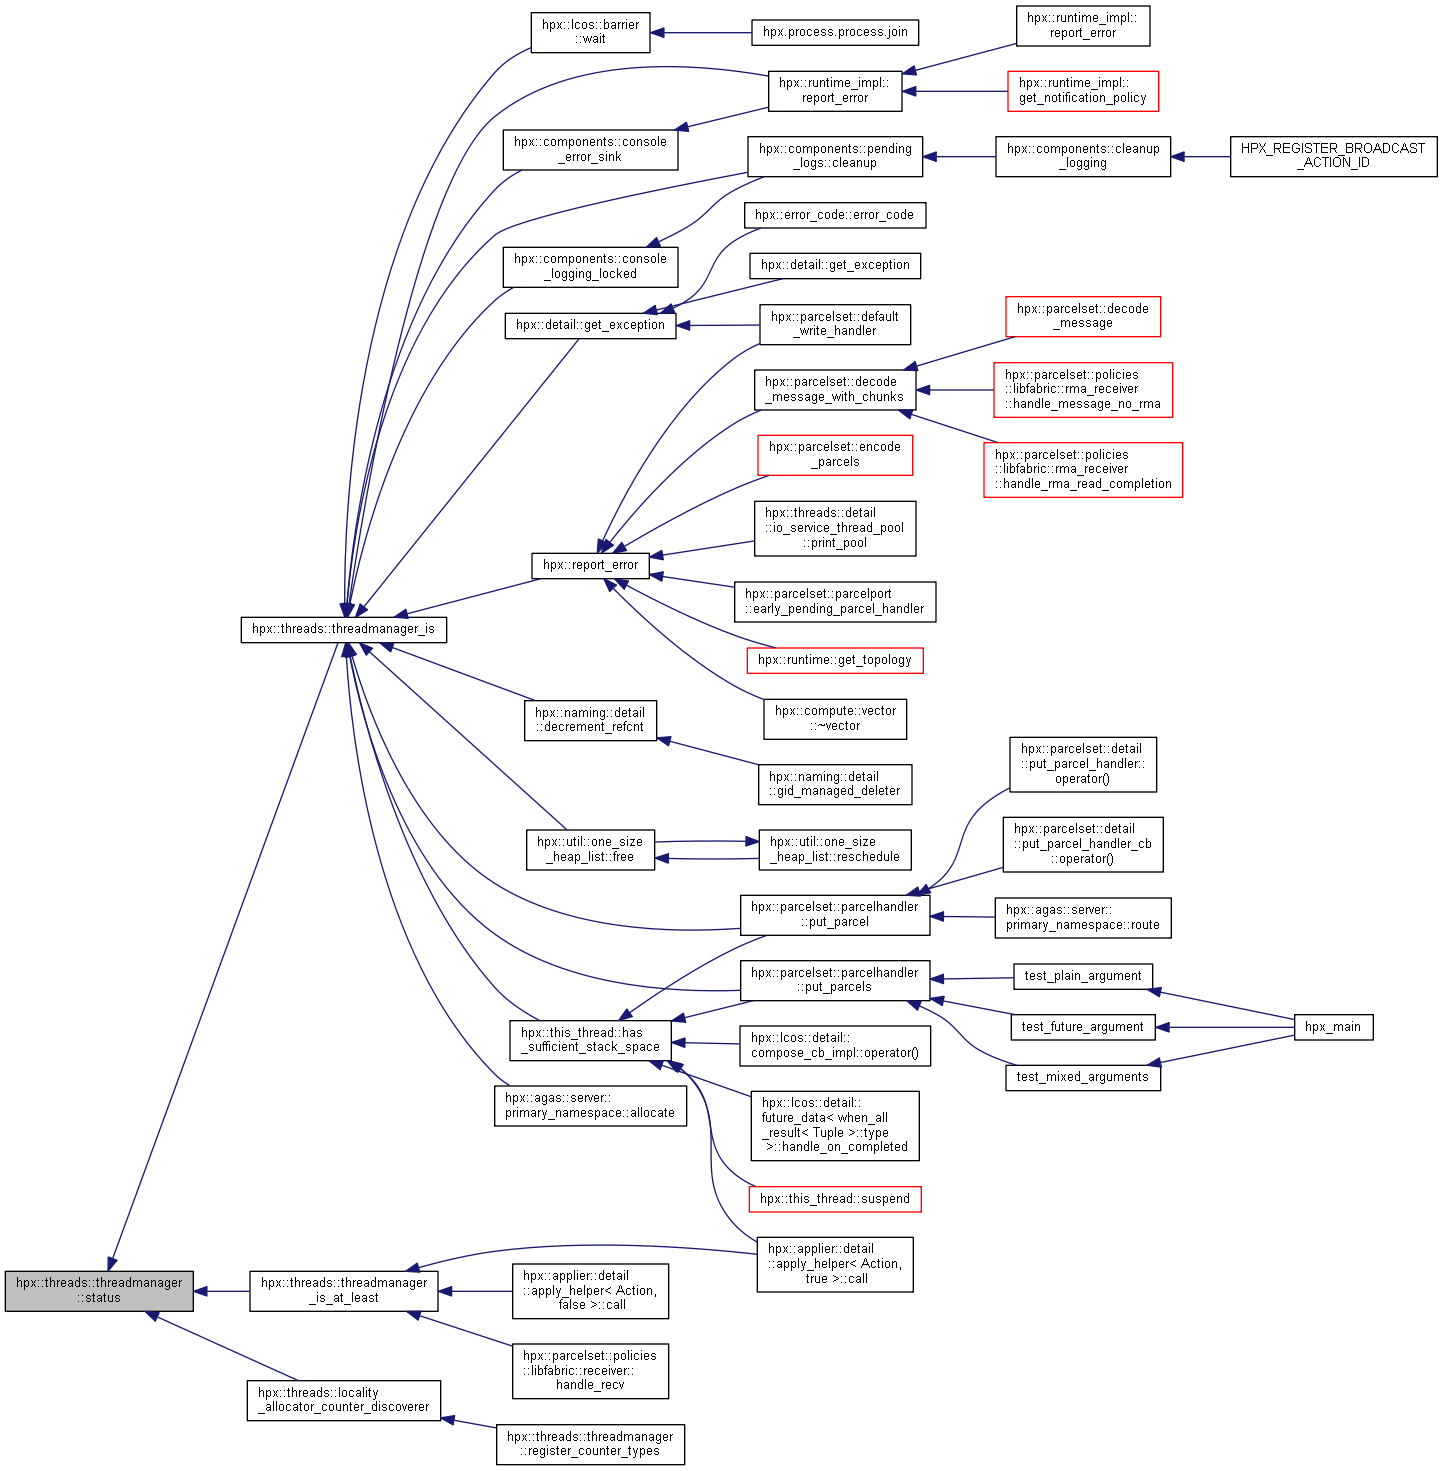 hpx::lcos::barrier
::wait
hpx.process.process.join
hpx::runtime_impl::
report_error
hpx::runtime_impl::
report_error
hpx::runtime_impl::
get_notification_policy
hpx::components::console
_error_sink
hpx::components::pending
_logs::cleanup
hpx::components::cleanup
_logging
HPX_REGISTER_BROADCAST
_ACTION_ID
hpx::error_code::error_code
hpx::components::console
_logging_locked
hpx::detail::get_exception
hpx::detail::get_exception
hpx::parcelset::default
_write_handler
hpx::parcelset::decode
_message
hpx::parcelset::decode
_message_with_chunks
hpx::parcelset::policies
::libfabric::rma_receiver
::handle_message_no_rma
hpx::parcelset::encode
_parcels
hpx::parcelset::policies
::libfabric::rma_receiver
::handle_rma_read_completion
hpx::threads::detail
::io_service_thread_pool
::print_pool
hpx::report_error
hpx::parcelset::parcelport
::early_pending_parcel_handler
hpx::threads::threadmanager_is
hpx::runtime::get_topology
hpx::compute::vector
::~vector
hpx::naming::detail
::decrement_refcnt
hpx::naming::detail
::gid_managed_deleter
hpx::parcelset::detail
::put_parcel_handler::
operator()
hpx::util::one_size
_heap_list::free
hpx::util::one_size
_heap_list::reschedule
hpx::parcelset::detail
::put_parcel_handler_cb
::operator()
hpx::parcelset::parcelhandler
::put_parcel
hpx::agas::server::
primary_namespace::route
hpx::parcelset::parcelhandler
::put_parcels
test_plain_argument
hpx::this_thread::has
_sufficient_stack_space
test_future_argument
hpx_main
hpx::lcos::detail::
compose_cb_impl::operator()
test_mixed_arguments
hpx::agas::server::
primary_namespace::allocate
hpx::lcos::detail::
future_data< when_all
_result< Tuple >::type
>::handle_on_completed
hpx::this_thread::suspend
hpx::applier::detail
::apply_helper< Action,
true >::call
hpx::threads::threadmanager
::status
hpx::threads::threadmanager
_is_at_least
hpx::applier::detail
::apply_helper< Action,
false >::call
hpx::parcelset::policies
::libfabric::receiver::
handle_recv
hpx::threads::locality
_allocator_counter_discoverer
hpx::threads::threadmanager
::register_counter_types